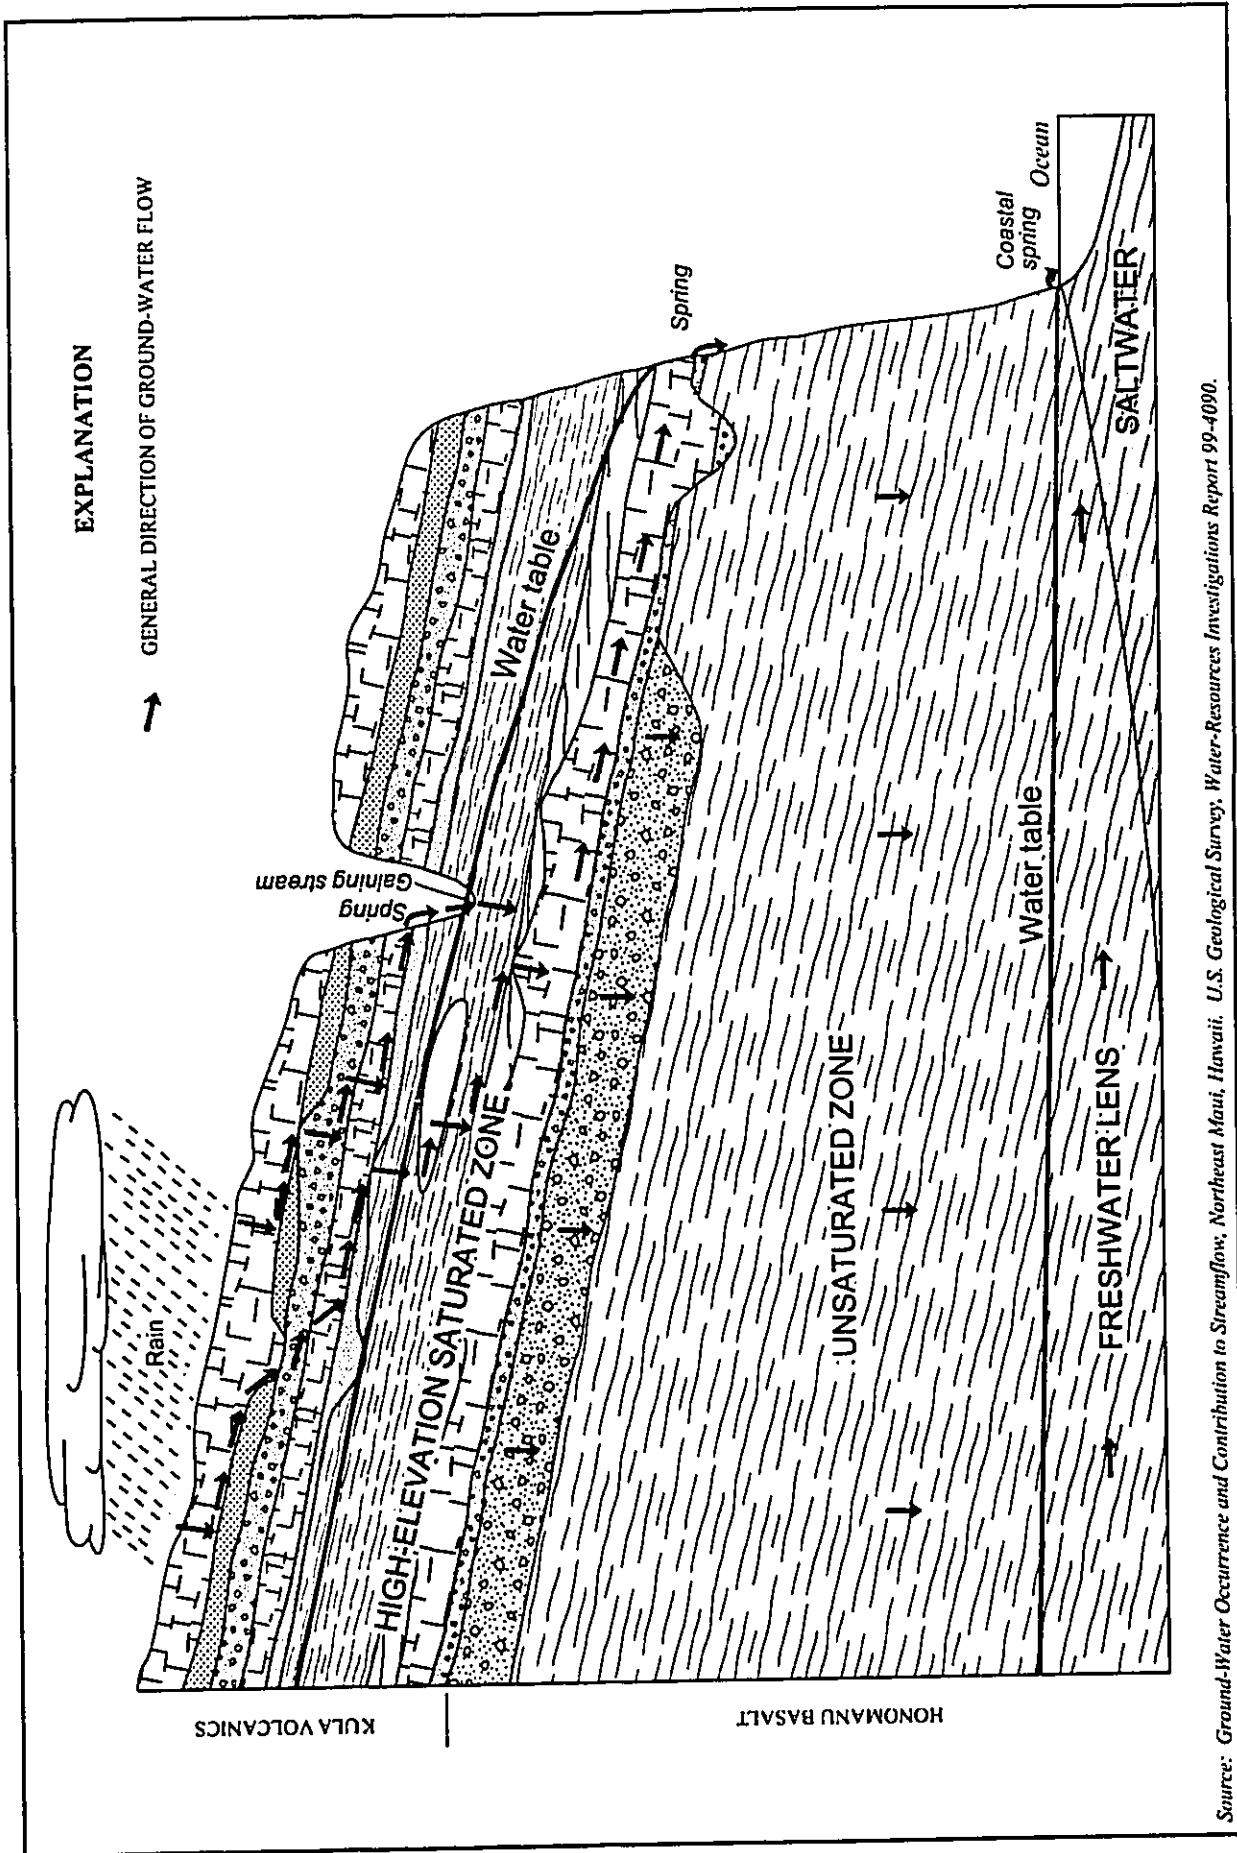 EXPLANATION
GENERAL DIRECTION OF GROUND-WATER FLOW
Rain
Spring
Gaining stream
Water table
HIGH-ELEVATION SATURATED ZONE
Spring
UNSATURATED ZONE
Coastal
spring
Ocean
Water table
FRESHWATER LENS
SALTWATER
KULA VOLCANICS
HONOMANU BASALT
Source: Ground-Water Occurrence and Contribution to Streamflow, Northeast Maui, Hawaii. U.S. Geological Survey, Water-Resources Investigations Report 99-4090.